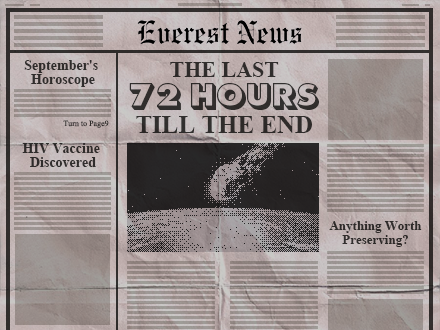 Everest News
September's
Horoscope
Turn to Page9
HIV Vaccine
Discovered
THE LAST
72 HOURS
TILL THE END
Anything Worth
Preserving?